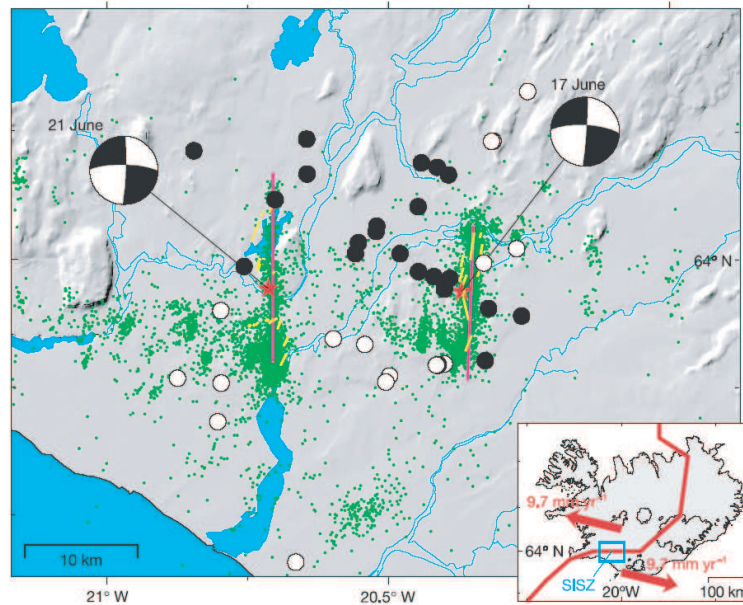 17 June
21 June
64° N
9.7 mm yr⁻¹
64° N
9.7 mm yr⁻¹
SISZ
10 km
20°W
100 km
21° W
20.5° W